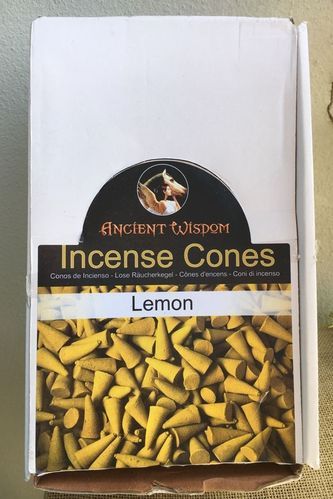 Ancient Wisdom
Incense Cones
Conos de Incienso - Lose Räucherkegel - Cônes d'encens - Coni di incenso
Lemon